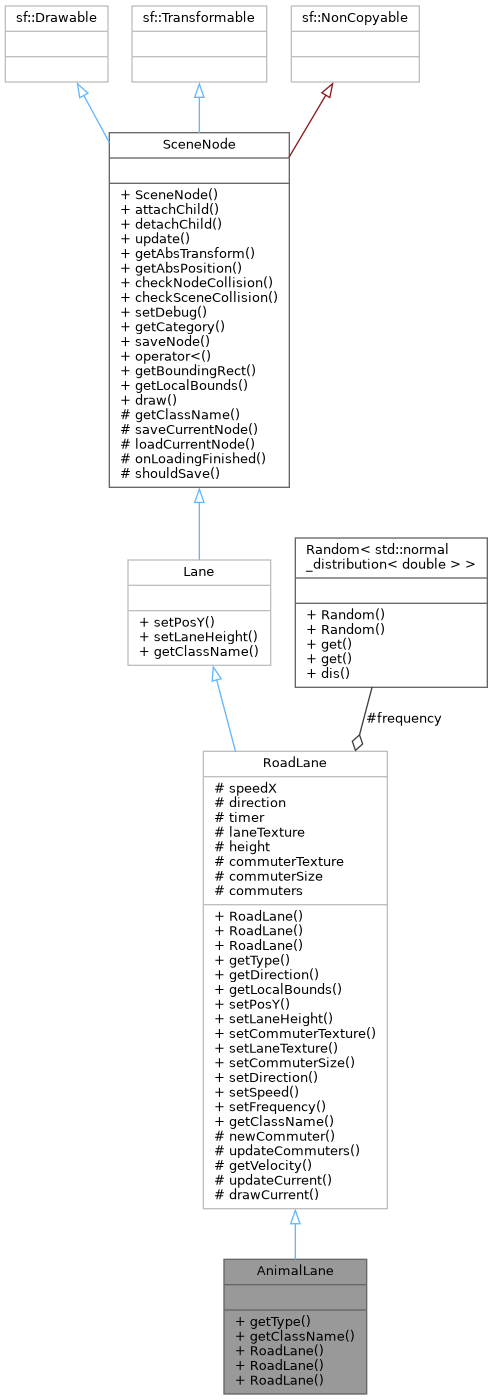 sf::Drawable
sf::Transformable
sf::NonCopyable
SceneNode
+ SceneNode()
+ attachChild()
+ detachChild()
+ update()
+ getAbsTransform()
+ getAbsPosition()
+ checkNodeCollision()
+ checkSceneCollision()
+ setDebug()
+ getCategory()
+ saveNode()
+ operator<()
+ getBoundingRect()
+ getLocalBounds()
+ draw()
# getClassName()
# saveCurrentNode()
# loadCurrentNode()
# onLoadingFinished()
# shouldSave()
Lane
+ setPosY()
+ setLaneHeight()
+ getClassName()
Random< std::normal
_distribution< double > >
+ Random()
+ Random()
+ get()
+ get()
+ dis()
#frequency
RoadLane
# speedX
# direction
# timer
# laneTexture
# height
# commuterTexture
# commuterSize
# commuters
+ RoadLane()
+ RoadLane()
+ RoadLane()
+ getType()
+ getDirection()
+ getLocalBounds()
+ setPosY()
+ setLaneHeight()
+ setCommuterTexture()
+ setLaneTexture()
+ setCommuterSize()
+ setDirection()
+ setSpeed()
+ setFrequency()
+ getClassName()
# newCommuter()
# updateCommuters()
# getVelocity()
# updateCurrent()
# drawCurrent()
AnimalLane
+ getType()
+ getClassName()
+ RoadLane()
+ RoadLane()
+ RoadLane()